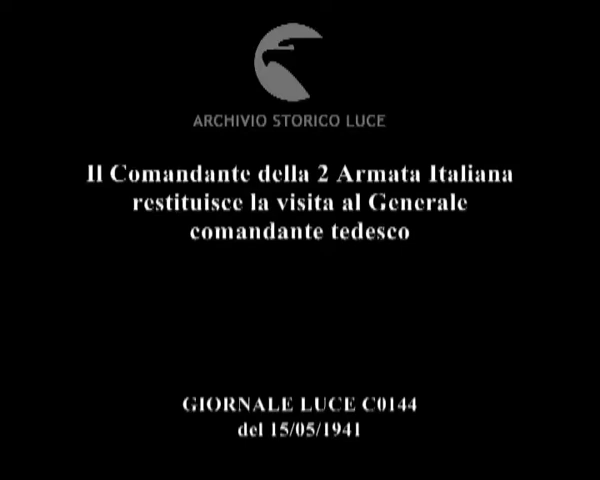 ARCHIVIO STORICO LUCE
Il Comandante della 2 Armata Italiana
restituisce la visita al Generale
comandante tedesco
GIORNALE LUCE C0144
del 15/05/1941